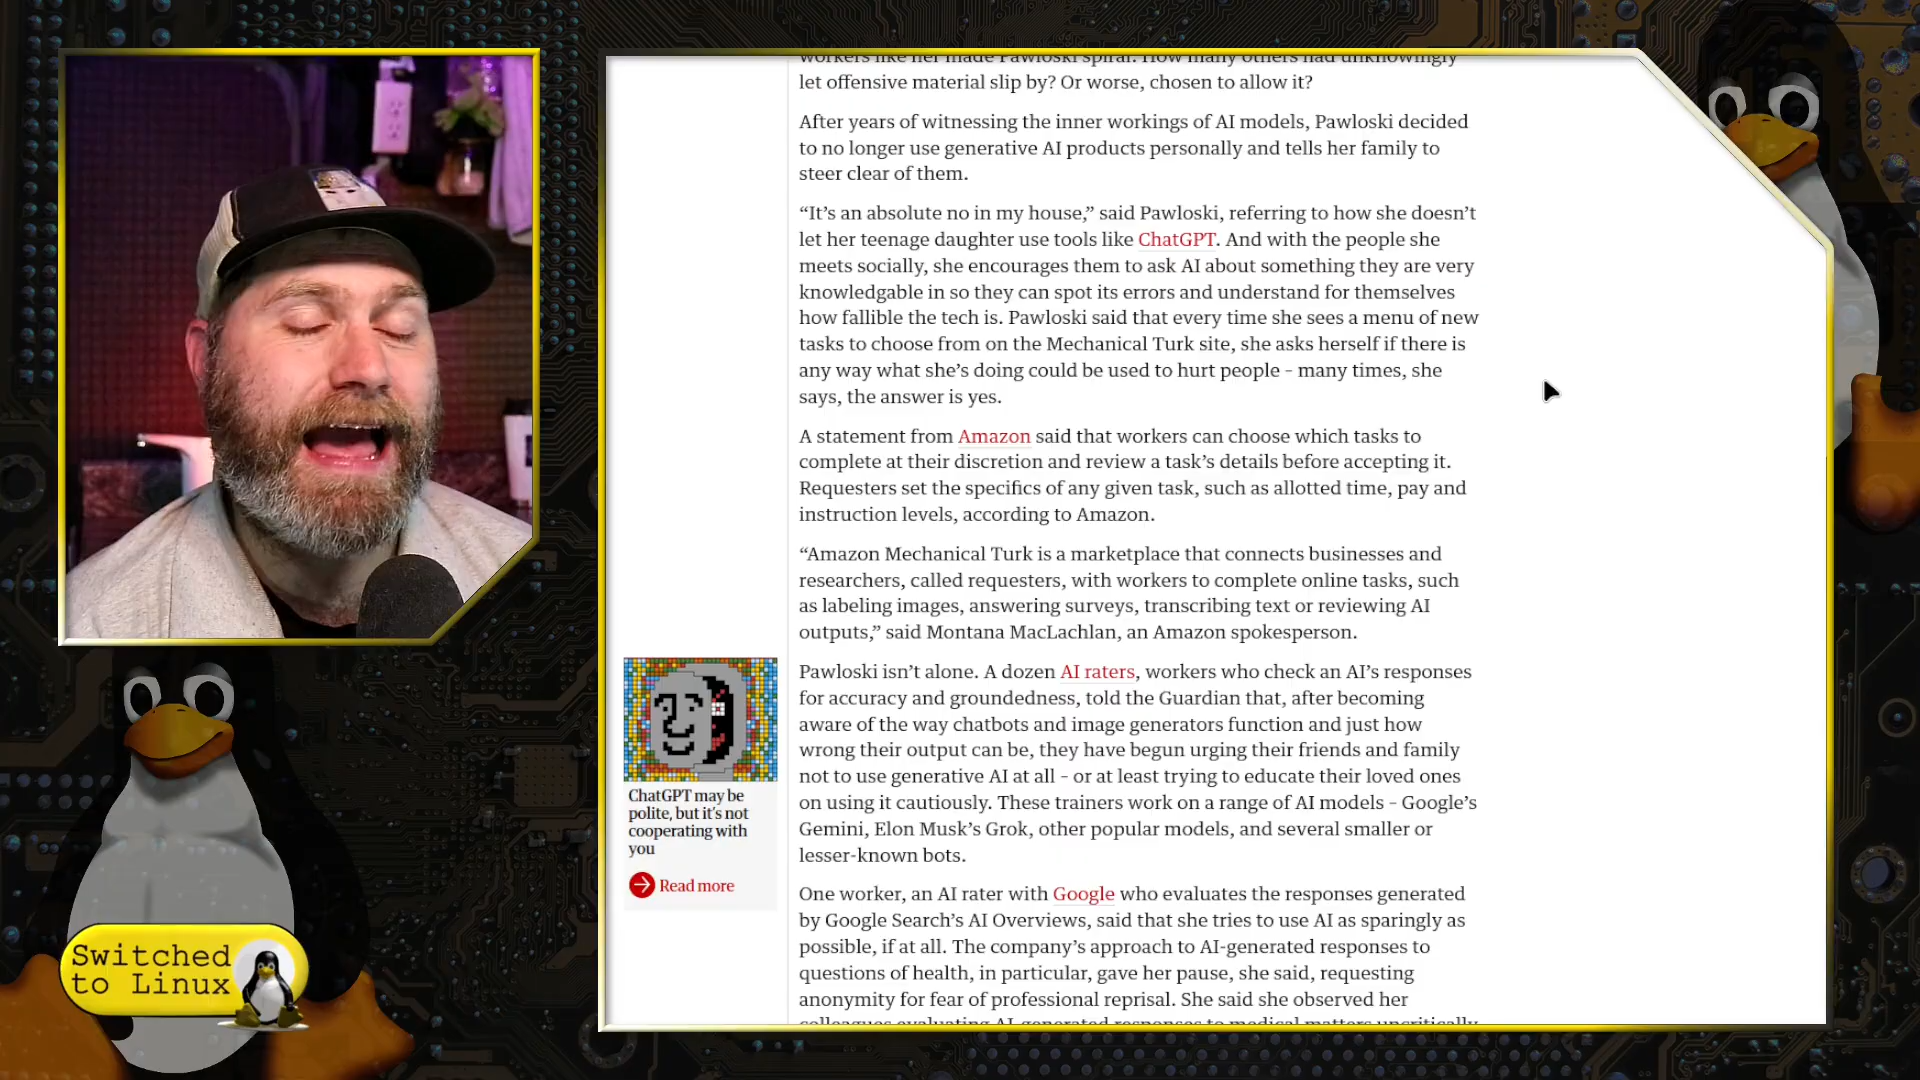 workers like her made Pawloski spiral. How many others had unknowingly
let offensive material slip by? Or worse, chosen to allow it?
After years of witnessing the inner workings of AI models, Pawloski decided
to no longer use generative AI products personally and tells her family to
steer clear of them.
“It’s an absolute no in my house,” said Pawloski, referring to how she doesn’t
let her teenage daughter use tools like ChatGPT. And with the people she
meets socially, she encourages them to ask AI about something they are very
knowledgable in so they can spot its errors and understand for themselves
how fallible the tech is. Pawloski said that every time she sees a menu of new
tasks to choose from on the Mechanical Turk site, she asks herself if there is
any way what she’s doing could be used to hurt people – many times, she
says, the answer is yes.
A statement from Amazon said that workers can choose which tasks to
complete at their discretion and review a task’s details before accepting it.
Requesters set the specifics of any given task, such as allotted time, pay and
instruction levels, according to Amazon.
“Amazon Mechanical Turk is a marketplace that connects businesses and
researchers, called requesters, with workers to complete online tasks, such
as labeling images, answering surveys, transcribing text or reviewing AI
outputs,” said Montana MacLachlan, an Amazon spokesperson.
Pawloski isn’t alone. A dozen AI raters, workers who check an AI’s responses
for accuracy and groundedness, told the Guardian that, after becoming
aware of the way chatbots and image generators function and just how
wrong their output can be, they have begun urging their friends and family
not to use generative AI at all – or at least trying to educate their loved ones
on using it cautiously. These trainers work on a range of AI models – Google’s
Gemini, Elon Musk’s Grok, other popular models, and several smaller or
lesser-known bots.
One worker, an AI rater with Google who evaluates the responses generated
by Google Search’s AI Overviews, said that she tries to use AI as sparingly as
possible, if at all. The company’s approach to AI-generated responses to
questions of health, in particular, gave her pause, she said, requesting
anonymity for fear of professional reprisal. She said she observed her
colleagues evaluating AI-generated responses to medical matters uncritically
ChatGPT may be
polite, but it’s not
cooperating with
you
Read more
Switched
to Linux